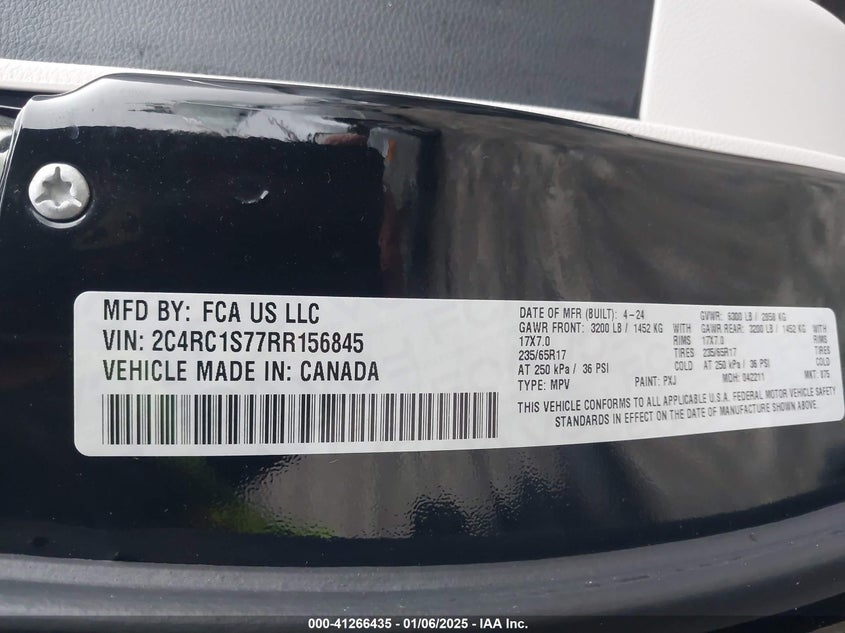 MFD BY: FCA US LLC
VIN: 2C4RC1S77RR156845
VEHICLE MADE IN: CANADA
DATE OF MFR (BUILT): 4-24 GVWR: 6300 LB / 2858 KG
GAWR FRONT: 3200 LB / 1452 KG WITH GAWR REAR: 3200 LB / 1452 KG WITH
17X7.0 RIMS 17X7.0 RIMS
235/65R17 TIRES 235/65R17 TIRES
AT 250 kPa / 36 PSI COLD AT 250 kPa / 36 PSI COLD
TYPE: MPV PAINT: PXJ MDH: 042211 MKT: 075
THIS VEHICLE CONFORMS TO ALL APPLICABLE U.S.A. FEDERAL MOTOR VEHICLE SAFETY
STANDARDS IN EFFECT ON THE DATE OF MANUFACTURE SHOWN ABOVE.
000-41266435 - 01/06/2025 - IAA Inc.